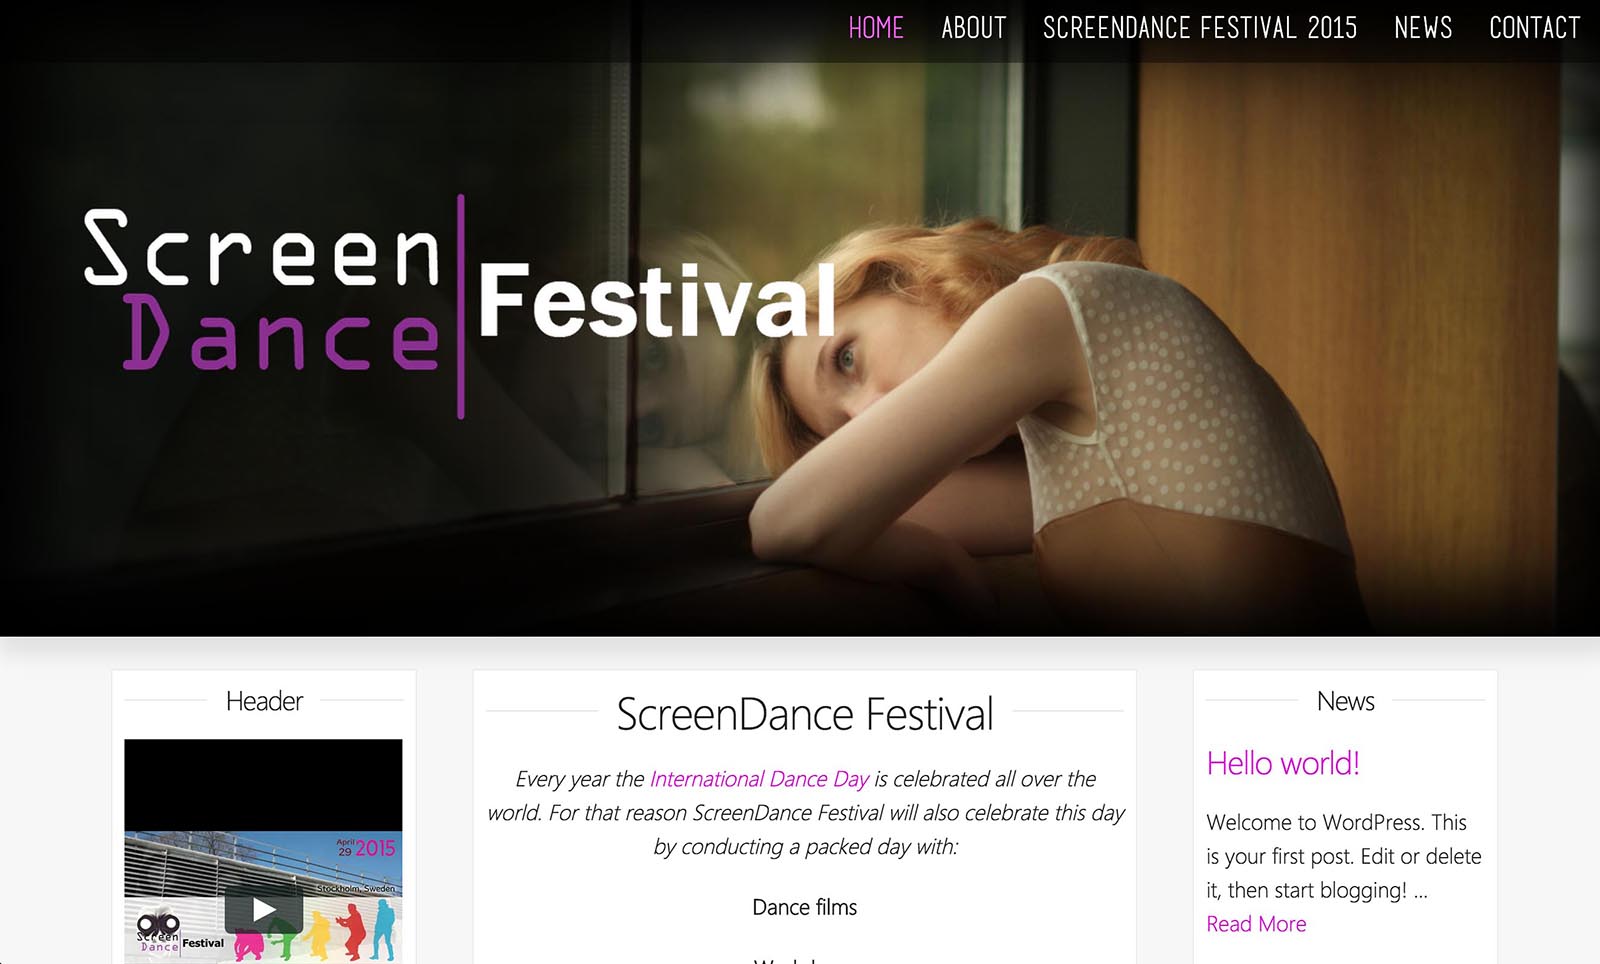 HOME ABOUT SCREENDANCE FESTIVAL 2015 NEWS CONTACT
Screen
Dance
Festival
Header
April
29 2015
Stockholm, Sweden
Screen
Dance Festival
ScreenDance Festival
Every year the International Dance Day is celebrated all over the
world. For that reason ScreenDance Festival will also celebrate this day
by conducting a packed day with:
Dance films
News
Hello world!
Welcome to WordPress. This
is your first post. Edit or delete
it, then start blogging! ...
Read More